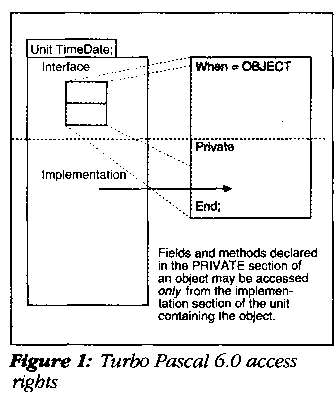 Unit TimeDate;
Interface
When = OBJECT
Private
Implementation
End;
Fields and methods declared
in the PRIVATE section of
an object may be accessed
only from the implemen-
tation section of the unit
containing the object.
Figure 1: Turbo Pascal 6.0 access
rights